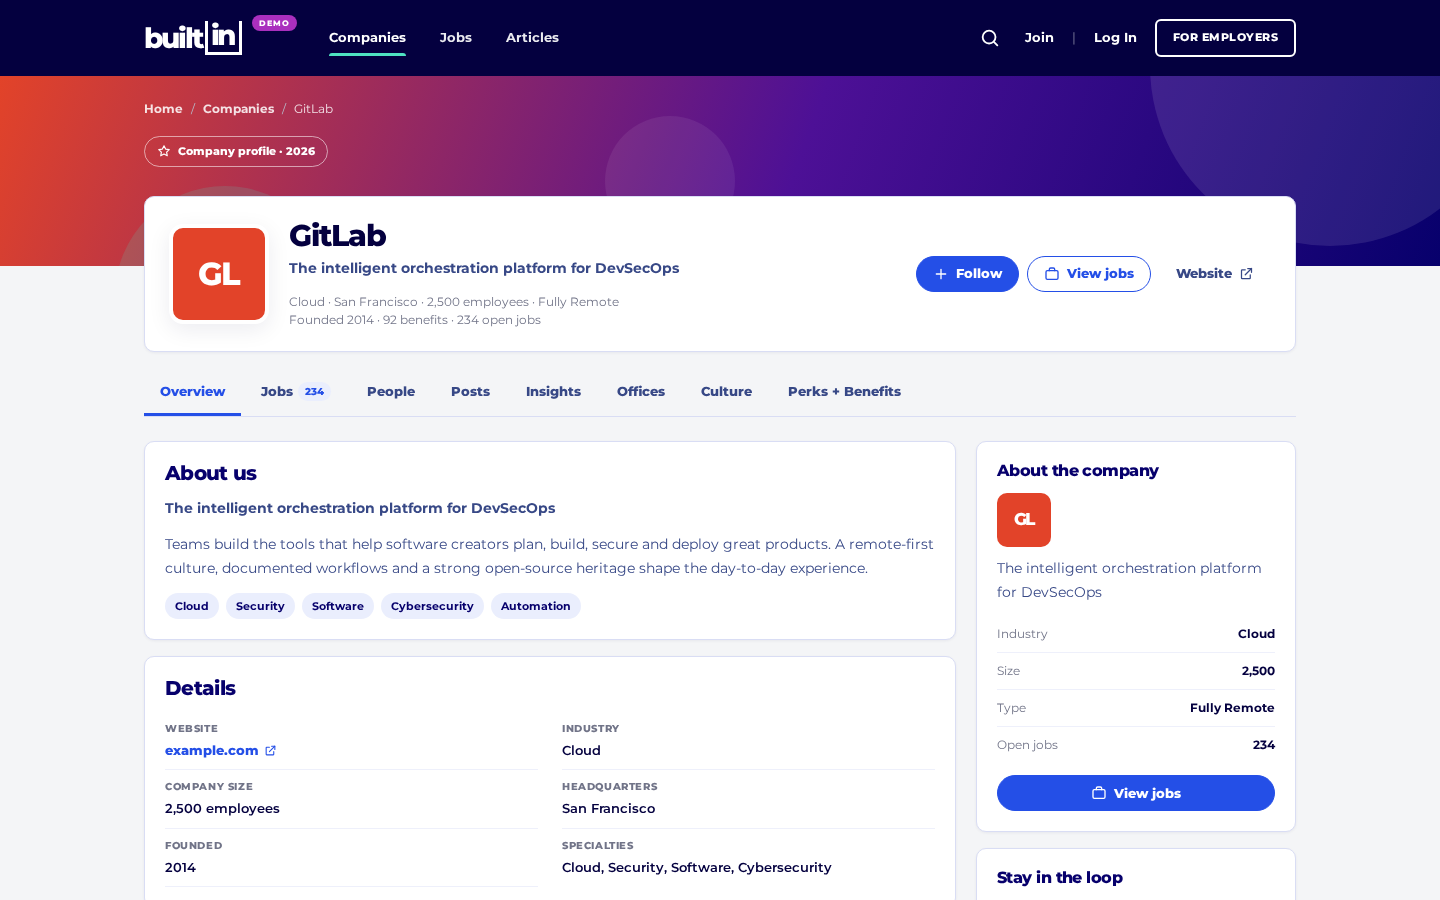 built in
DEMO
Companies
Jobs
Articles
Join | Log In
FOR EMPLOYERS
Home / Companies / GitLab
Company profile · 2026
GL
GitLab
The intelligent orchestration platform for DevSecOps
Cloud · San Francisco · 2,500 employees · Fully Remote
Founded 2014 · 92 benefits · 234 open jobs
Follow
View jobs
Website
Overview
Jobs 234
People
Posts
Insights
Offices
Culture
Perks + Benefits
About us
The intelligent orchestration platform for DevSecOps
Teams build the tools that help software creators plan, build, secure and deploy great products. A remote-first
culture, documented workflows and a strong open-source heritage shape the day-to-day experience.
Cloud
Security
Software
Cybersecurity
Automation
Details
WEBSITE
example.com
INDUSTRY
Cloud
COMPANY SIZE
2,500 employees
HEADQUARTERS
San Francisco
FOUNDED
2014
SPECIALTIES
Cloud, Security, Software, Cybersecurity
About the company
GL
The intelligent orchestration platform
for DevSecOps
Industry Cloud
Size 2,500
Type Fully Remote
Open jobs 234
View jobs
Stay in the loop